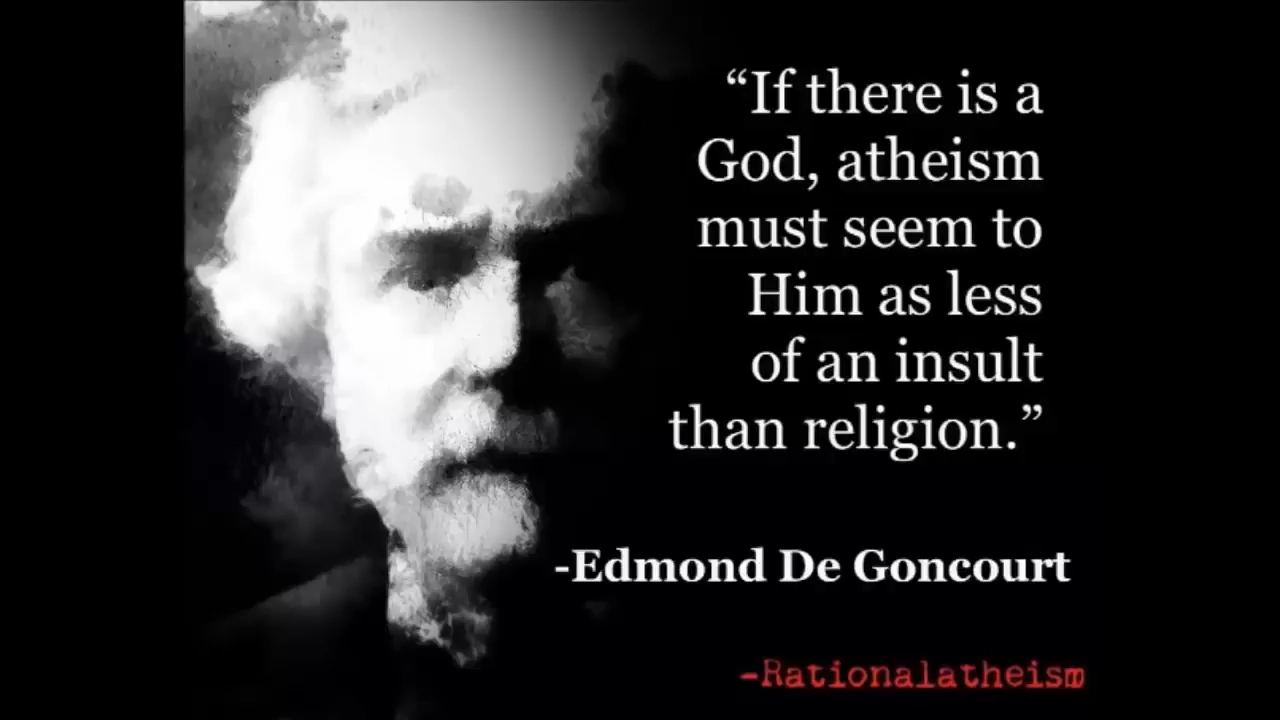 “If there is a
God, atheism
must seem to
Him as less
of an insult
than religion.”
-Edmond De Goncourt
-Rationalatheism